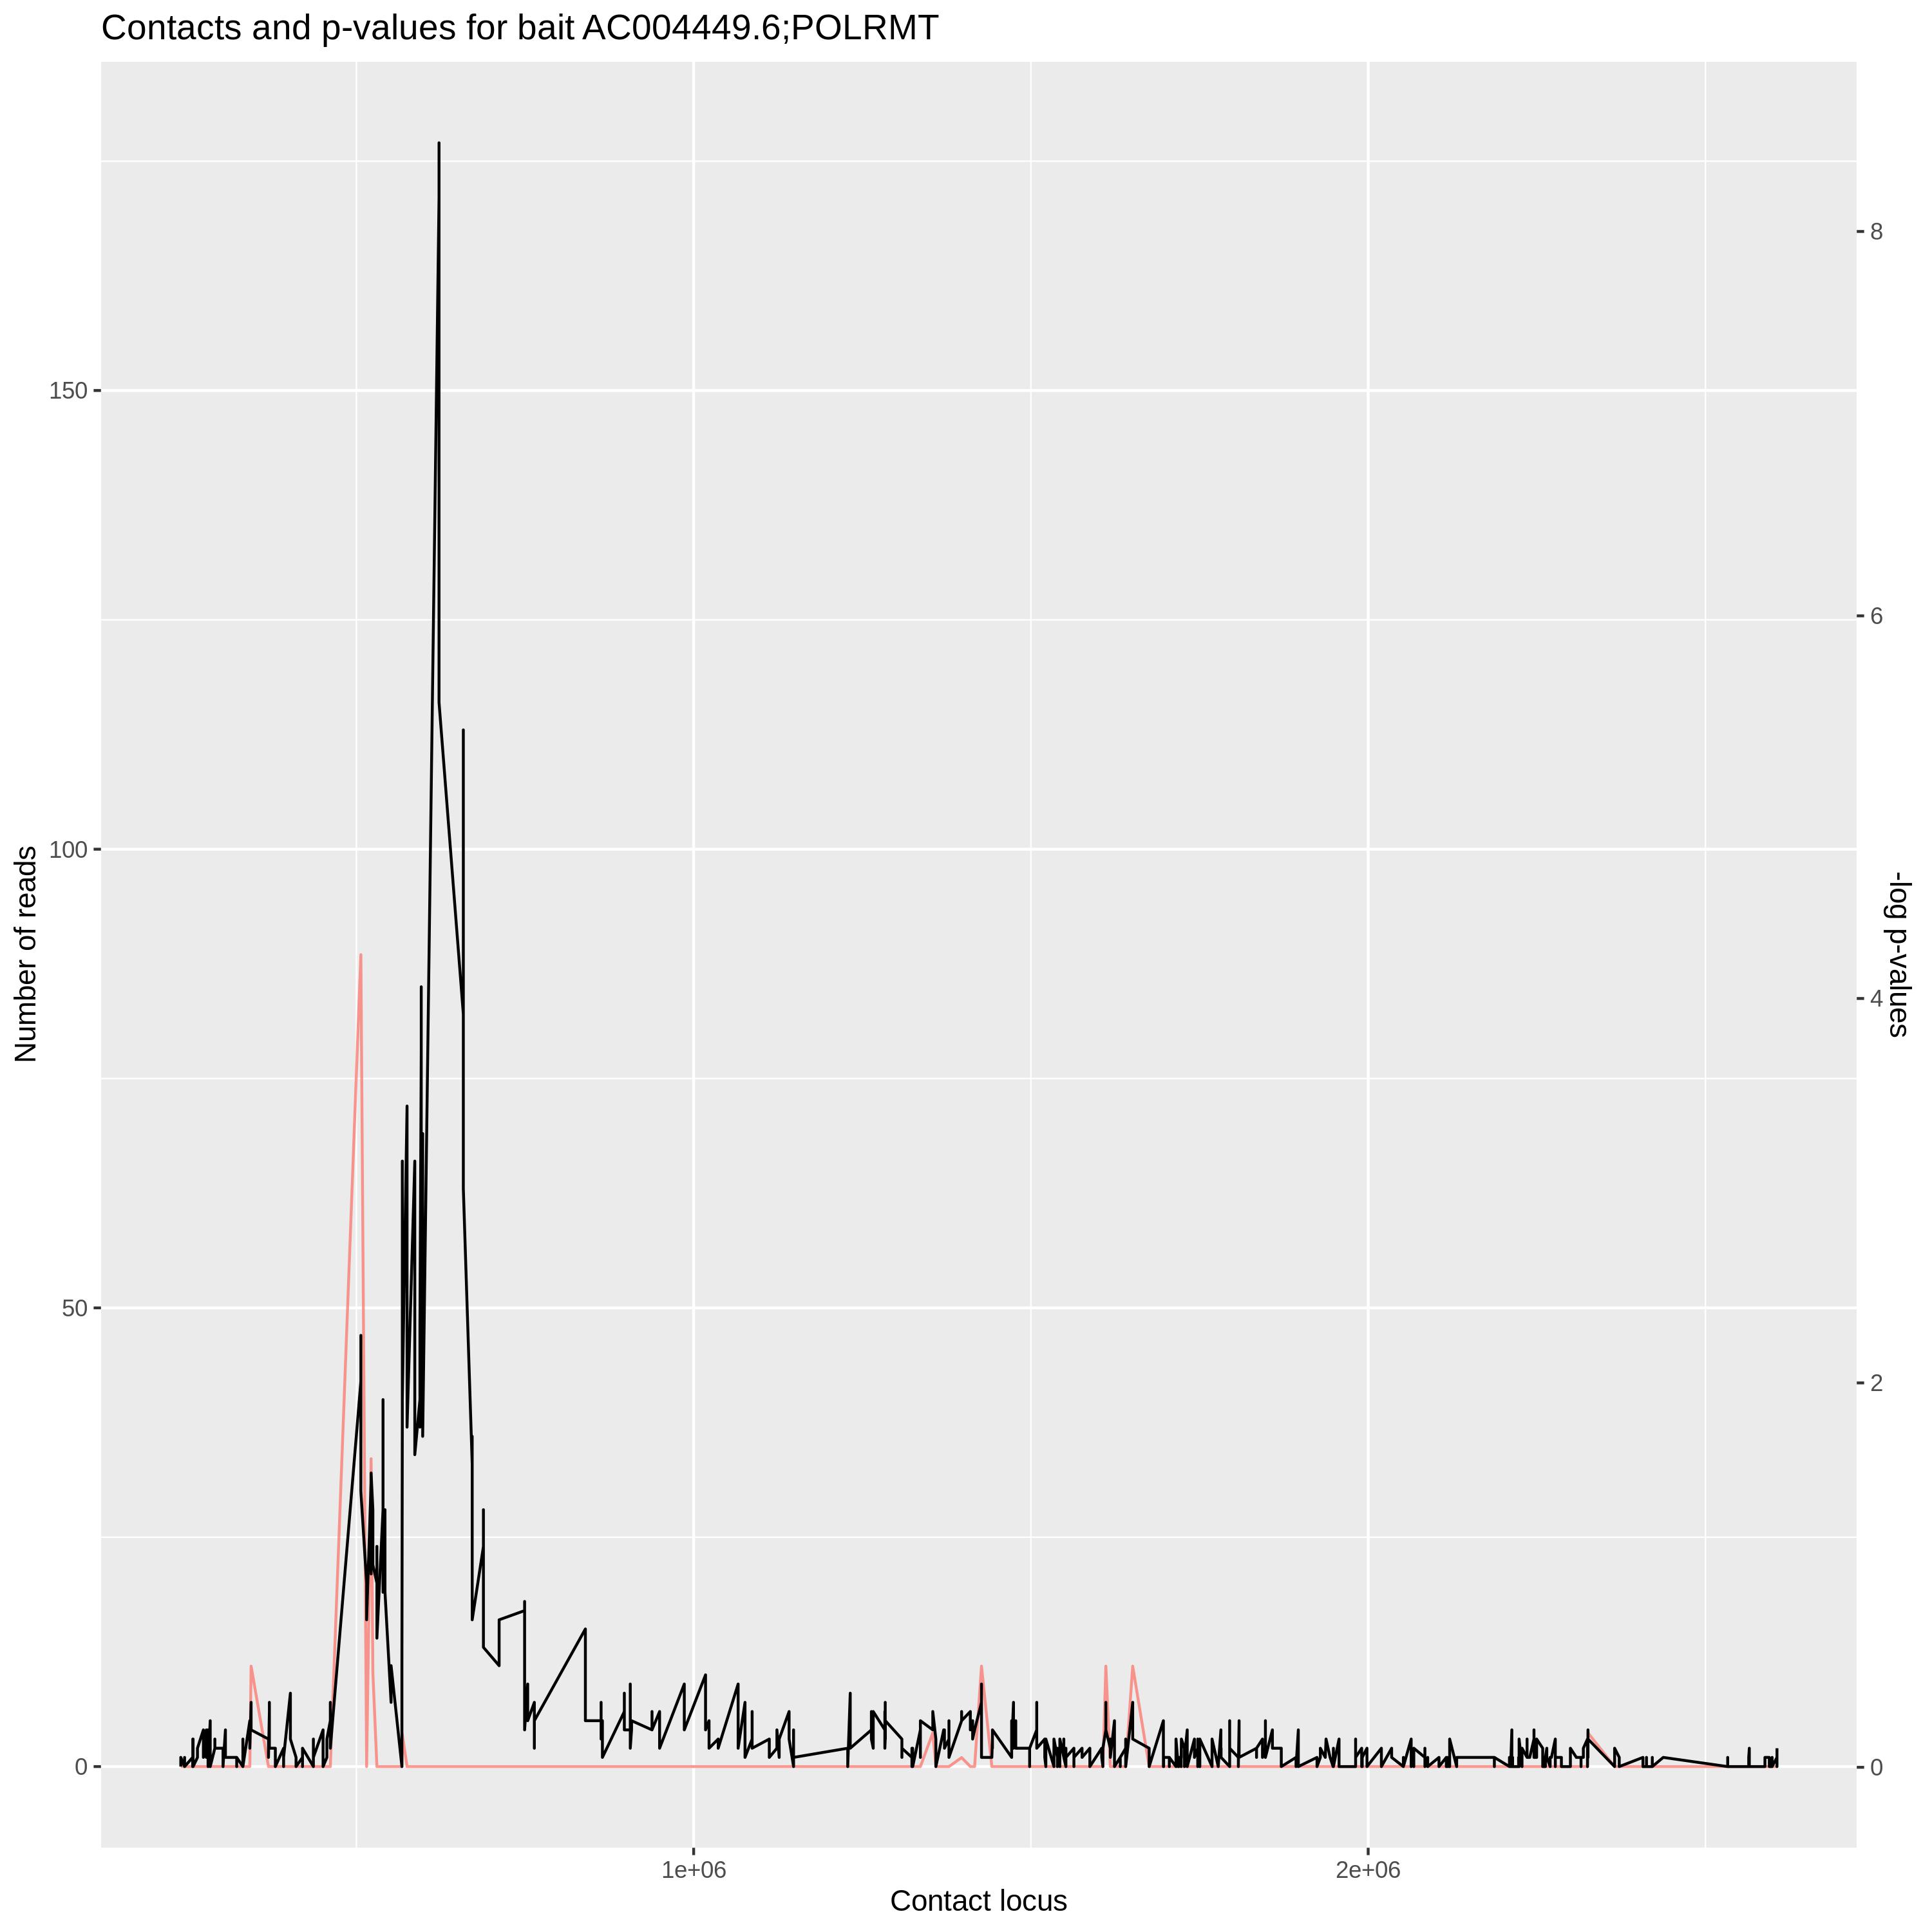 Contacts and p-values for bait AC004449.6;POLRMT
Number of reads
150
100
50
0
8
6
4
2
0
-log p-values
1e+06
2e+06
Contact locus